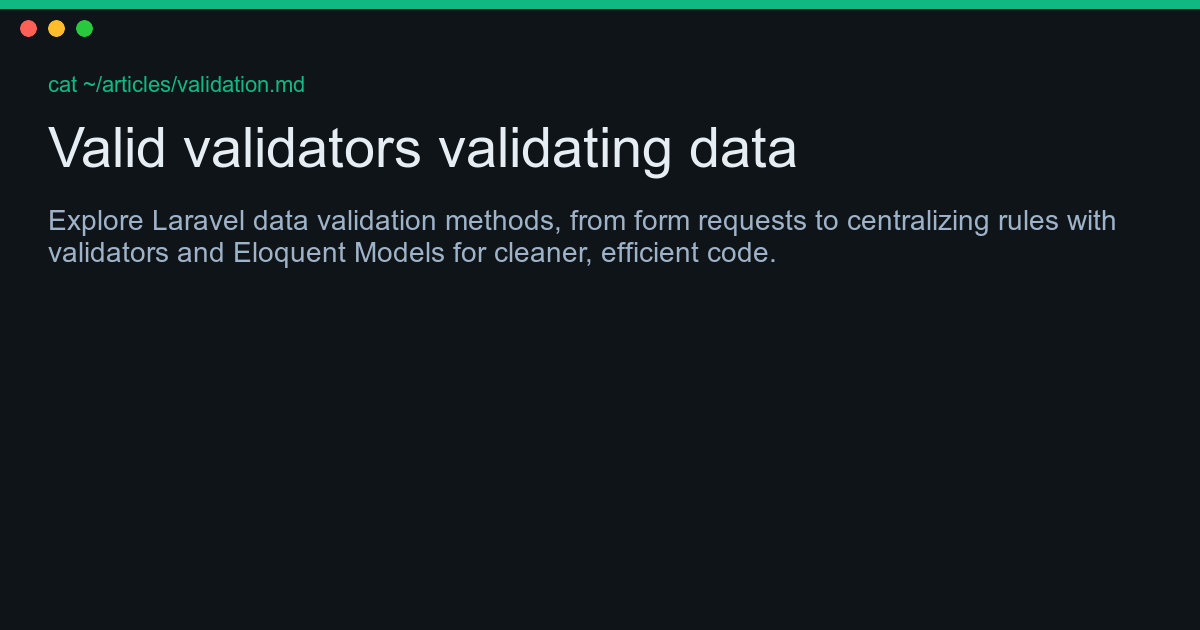 cat ~/articles/validation.md
Valid validators validating data
Explore Laravel data validation methods, from form requests to centralizing rules with
validators and Eloquent Models for cleaner, efficient code.